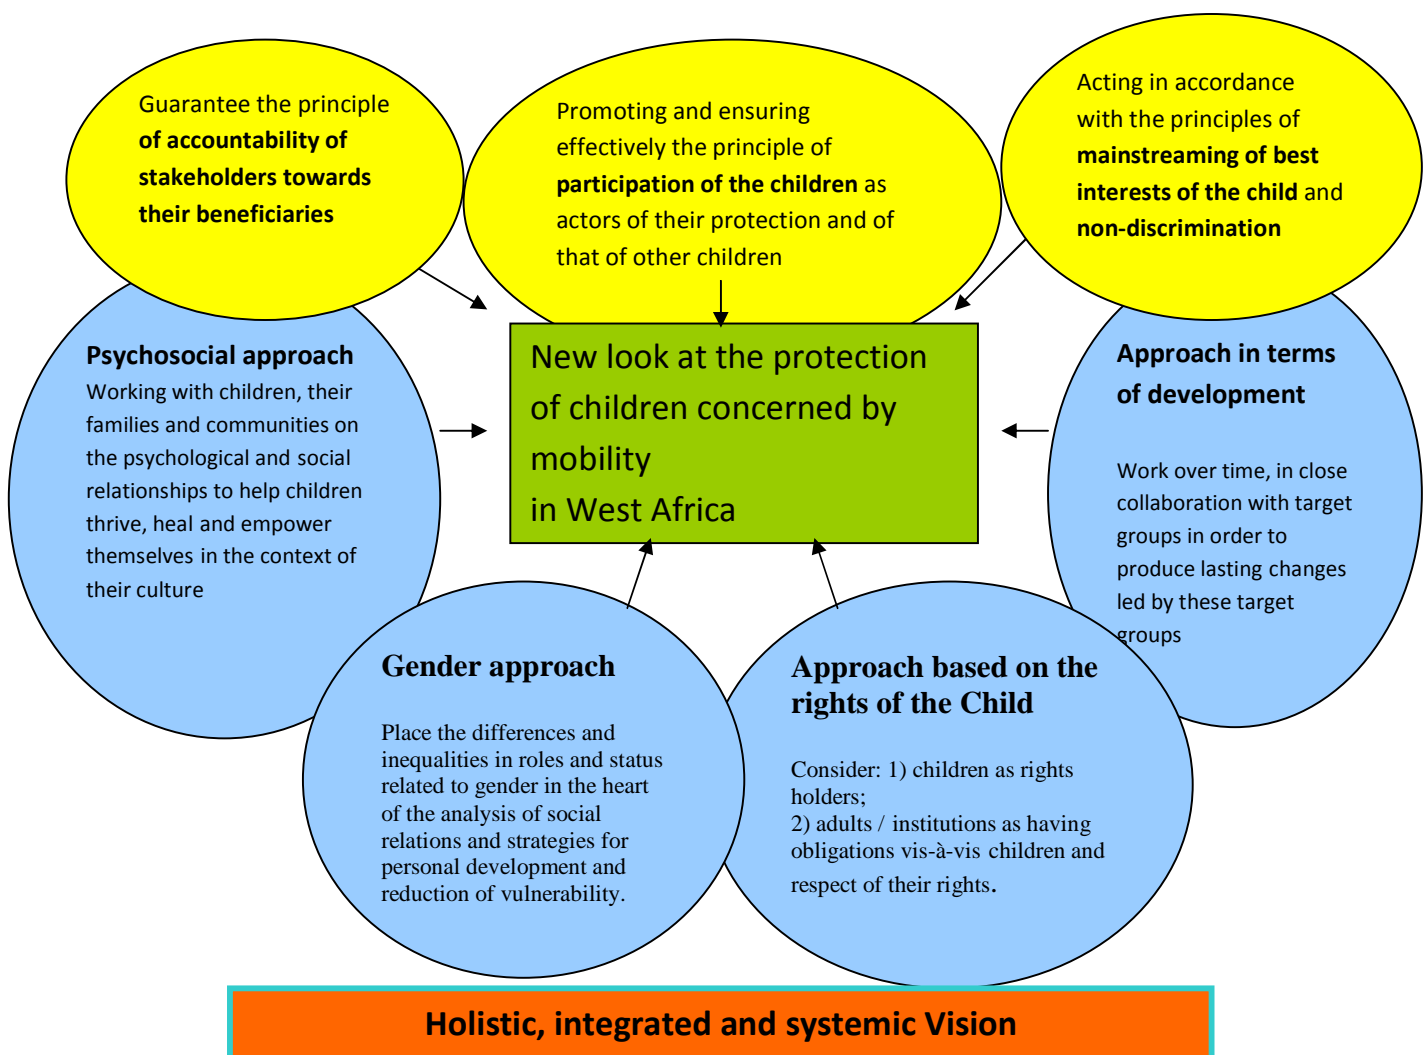 Guarantee the principle
of accountability of
stakeholders towards
their beneficiaries
Promoting and ensuring
effectively the principle of
participation of the children as
actors of their protection and of
that of other children
Acting in accordance
with the principles of
mainstreaming of best
interests of the child and
non-discrimination
Psychosocial approach
Working with children, their
families and communities on
the psychological and social
relationships to help children
thrive, heal and empower
themselves in the context of
their culture
New look at the protection
of children concerned by
mobility
in West Africa
Approach in terms
of development
Work over time, in close
collaboration with target
groups in order to
produce lasting changes
led by these target
groups
Gender approach
Place the differences and
inequalities in roles and status
related to gender in the heart
of the analysis of social
relations and strategies for
personal development and
reduction of vulnerability.
Approach based on the
rights of the Child
Consider: 1) children as rights
holders;
2) adults / institutions as having
obligations vis-à-vis children and
respect of their rights.
Holistic, integrated and systemic Vision